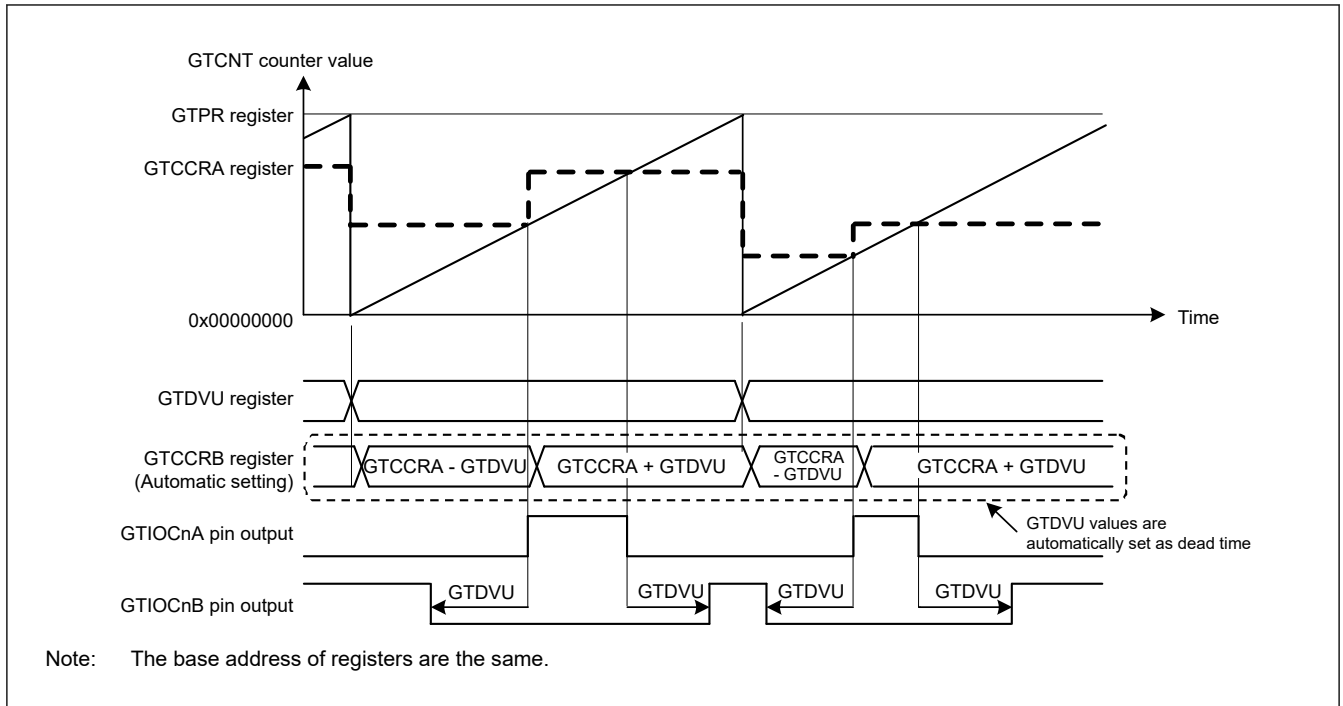 GTCNT counter value
GTPR register
GTCCRA register
0x00000000
Time
GTDVU register
GTCCRB register
(Automatic setting)
GTCCRA - GTDVU
GTCCRA + GTDVU
GTCCRA
- GTDVU
GTCCRA + GTDVU
GTDVU values are
automatically set as dead time
GTIOCnA pin output
GTIOCnB pin output
GTDVU
GTDVU
GTDVU
GTDVU
Note: The base address of registers are the same.